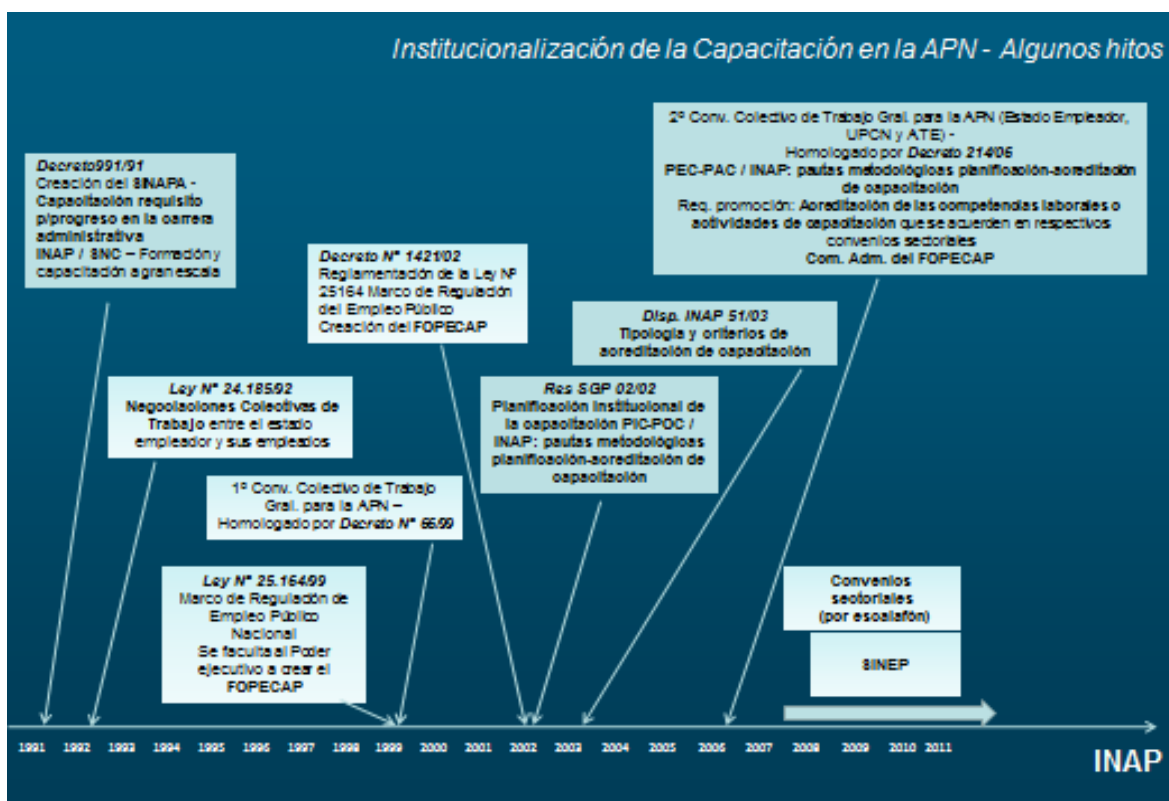 Institucionalización de la Capacitación en la APN - Algunos hitos
Decreto991/91
Creación del SINAPA -
Capacitación requisito
p/progreso en la carrera
administrativa
INAP / SNC – Formación y
capacitación a gran escala
Ley N° 24.185/92
Negociaciones Colectivas de
Trabajo entre el estado
empleador y sus empleados
1º Conv. Colectivo de Trabajo
Gral. para la APN –
Homologado por Decreto N° 66/99
Ley N° 25.164/99
Marco de Regulación de
Empleo Público
Nacional
Se faculta al Poder
ejecutivo a crear el
FOPECAP
Decreto N° 1421/02
Reglamentación de la Ley Nº
25164 Marco de Regulación
del Empleo Público
Creación del FOPECAP
Res SGP 02/02
Planificación Institucional de
la capacitación PIC-POC /
INAP: pautas metodológicas
planificación-acreditación de
capacitación
Disp. INAP 51/03
Tipología y criterios de
acreditación de capacitación
2º Conv. Colectivo de Trabajo Gral. para la APN (Estado Empleador,
UPCN y ATE) -
Homologado por Decreto 214/06
PEC-PAC / INAP: pautas metodológicas planificación-acreditación
de capacitación
Req. promoción: Acreditación de las competencias laborales o
actividades de capacitación que se acuerden en respectivos
convenios sectoriales
Com. Adm. del FOPECAP
Convenios
sectoriales
(por escalafón)
SINEP
1991 1992 1993 1994 1995 1996 1997 1998 1999 2000 2001 2002 2003 2004 2005 2006 2007 2008 2009 2010 2011
INAP